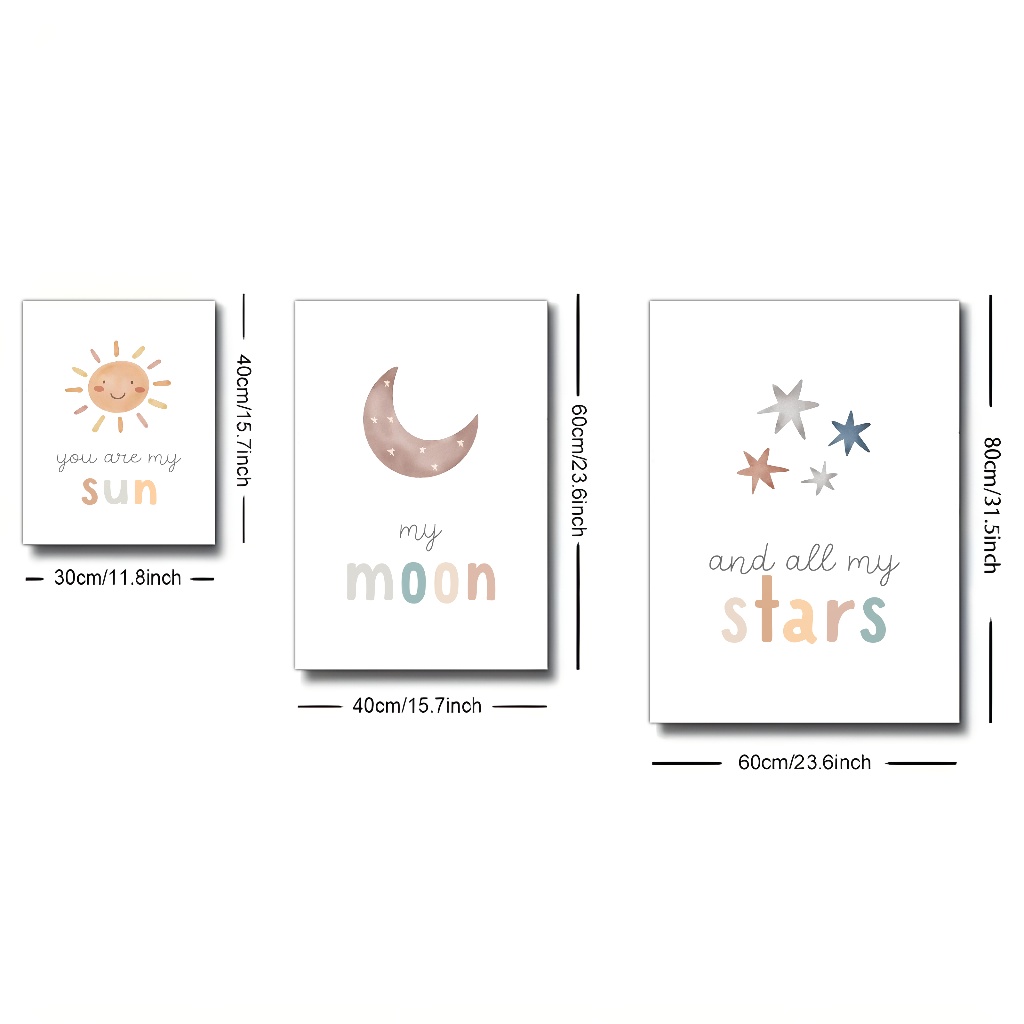 you are my
sun
40cm/15.7inch
30cm/11.8inch
my
moon
60cm/23.6inch
40cm/15.7inch
and all my
stars
80cm/31.5inch
60cm/23.6inch